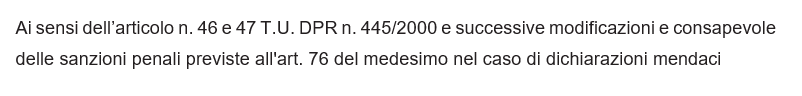 Ai sensi dell’articolo n. 46 e 47 T.U. DPR n. 445/2000 e successive modificazioni e consapevole
delle sanzioni penali previste all'art. 76 del medesimo nel caso di dichiarazioni mendaci